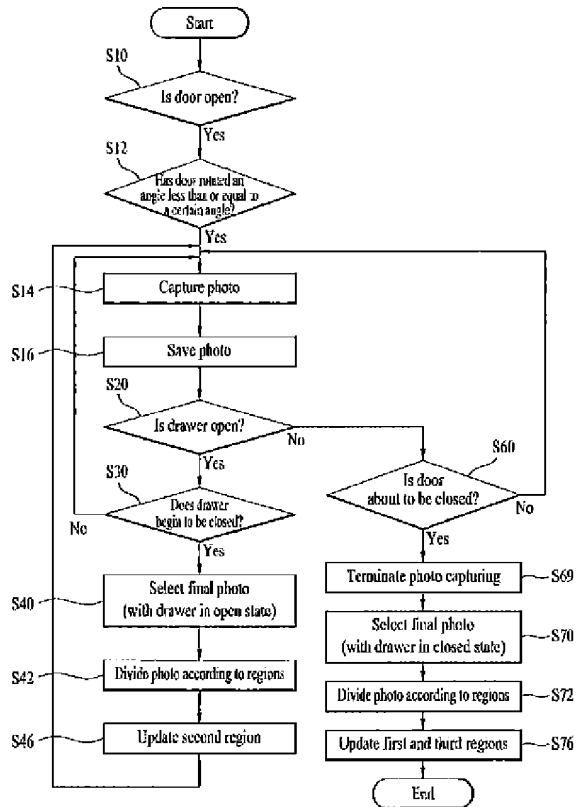 Start
S10
Is door open?
Yes
S12
Has door rotated an
angle less than or equal to
a certain angle?
Yes
S14
Capture photo
S16
Save photo
S20
Is drawer open?
No
Yes
S30
Does drawer
begin to be closed?
No
Yes
S60
Is door
about to be closed?
No
Yes
S40
Select final photo
(with drawer in open state)
S42
Divide photo according to regions
S46
Update second region
Terminate photo capturing
S69
Select final photo
(with drawer in closed state)
S70
Divide photo according to regions
S72
Update first and third regions
S76
End